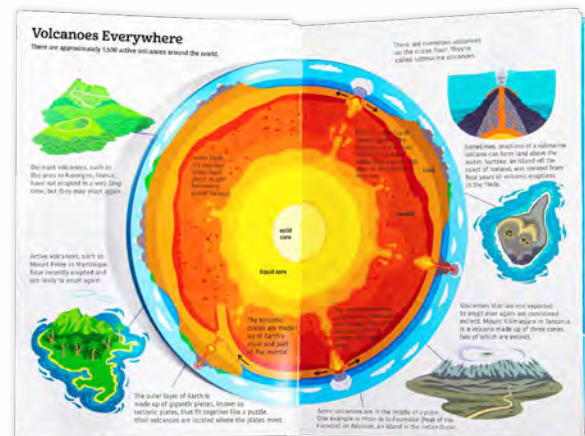 Volcanoes Everywhere
There are approximately 1,500 active volcanoes around the world.
Dormant volcanoes, such as
the ones in Auvergne, France,
have not erupted in a very long
time, but they may erupt again.
Active volcanoes, such as
Mount Pelée in Martinique,
have recently erupted and
are likely to erupt again.
solid
core
liquid core
The tectonic
plates are made
up of Earth's
crust and part
of the mantle.
The outer layer of Earth is
made up of gigantic pieces, known as
tectonic plates, that fit together like a puzzle.
Most volcanoes are located where the plates meet.
There are numerous volcanoes
on the ocean floor. They're
called submarine volcanoes.
Sometimes, eruptions of a submarine
volcano can form land above the
water. Surtsey, an island off the
coast of Iceland, was created from
four years of volcanic eruptions
in the 1960s.
crust
mantle
Volcanoes that are not expected
to erupt ever again are considered
extinct. Mount Kilimanjaro in Tanzania
is a volcano made up of three cones,
two of which are extinct.
Some volcanoes are in the middle of a plate.
One example is Piton de la Fournaise (Peak of the
Furnace) on Réunion, an island in the Indian Ocean.